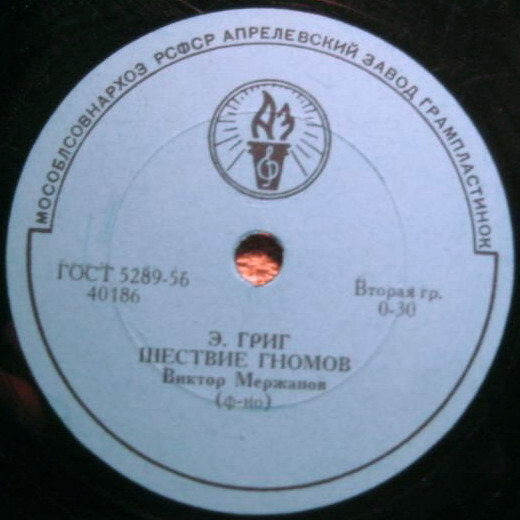 МОСОБЛСОВНАРХОЗ РСФСР АПРЕЛЕВСКИЙ ЗАВОД ГРАМПЛАСТИНОК
АЗ
ГОСТ 5289-56
40186
Вторая гр.
0-30
Э. ГРИГ
ШЕСТВИЕ ГНОМОВ
Виктор Мержанов
(ф-но)